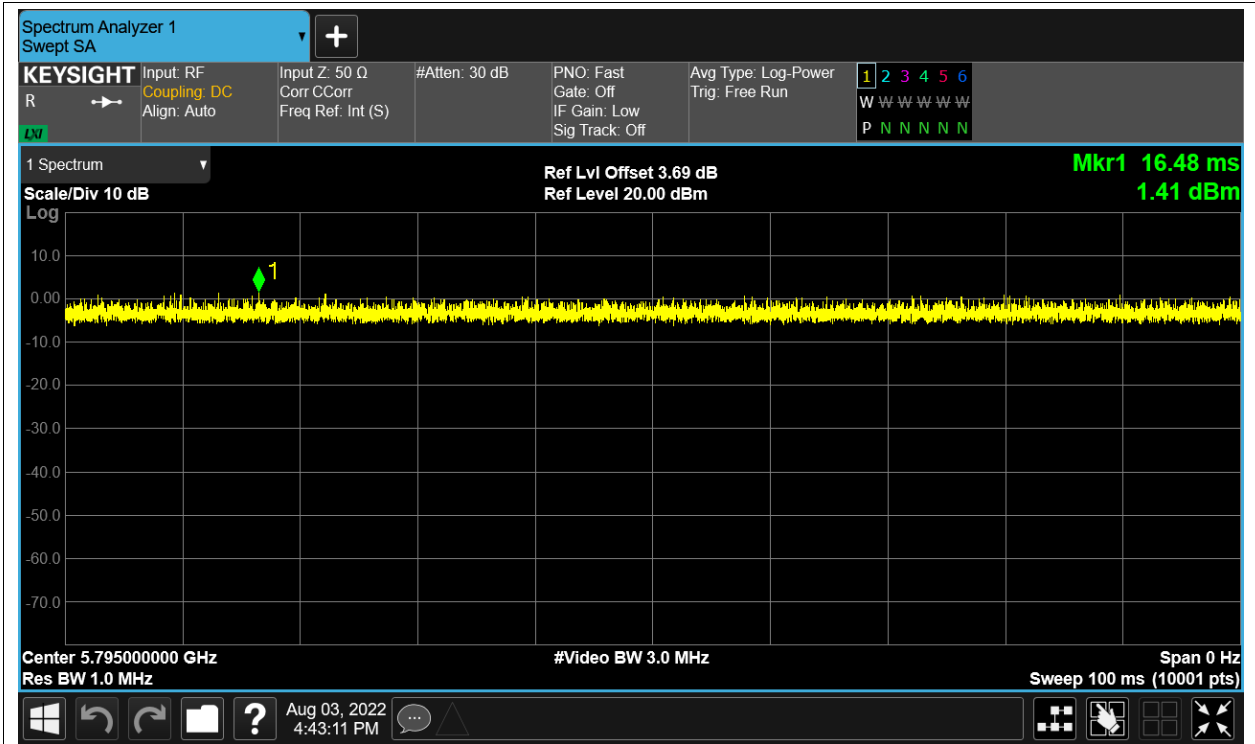 Spectrum Analyzer 1
Swept SA
KEYSIGHT
R
LXI
Input: RF
Coupling: DC
Align: Auto
Input Z: 50 Ω
Corr CCorr
Freq Ref: Int (S)
#Atten: 30 dB
PNO: Fast
Gate: Off
IF Gain: Low
Sig Track: Off
Avg Type: Log-Power
Trig: Free Run
1 2 3 4 5 6
W W W W W W
P N N N N N
1 Spectrum
Scale/Div 10 dB
Ref Lvl Offset 3.69 dB
Ref Level 20.00 dBm
Mkr1 16.48 ms
1.41 dBm
Log
10.0
1
0.00
-10.0
-20.0
-30.0
-40.0
-50.0
-60.0
-70.0
Center 5.795000000 GHz
#Video BW 3.0 MHz
Span 0 Hz
Res BW 1.0 MHz
Sweep 100 ms (10001 pts)
?
Aug 03, 2022
4:43:11 PM